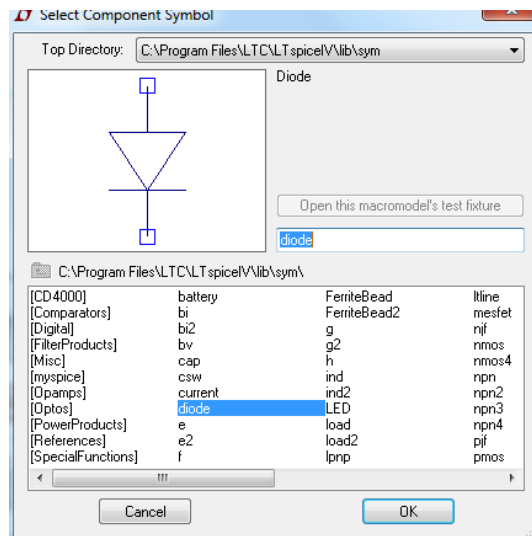 Select Component Symbol
Top Directory: C:\Program Files\LTC\LTspiceIV\lib\sym
Diode
Open this macromodel's test fixture
diode
C:\Program Files\LTC\LTspiceIV\lib\sym\
[CD4000] battery FerriteBead ltline
[Comparators] bi FerriteBead2 mesfet
[Digital] bi2 g njf
[FilterProducts] bv g2 nmos
[Misc] cap h nmos4
[myspice] csw ind npn
[Opamps] current ind2 npn2
[Optos] diode LED npn3
[PowerProducts] e load npn4
[References] e2 load2 pjf
[SpecialFunctions] f lpnp pmos
Cancel OK